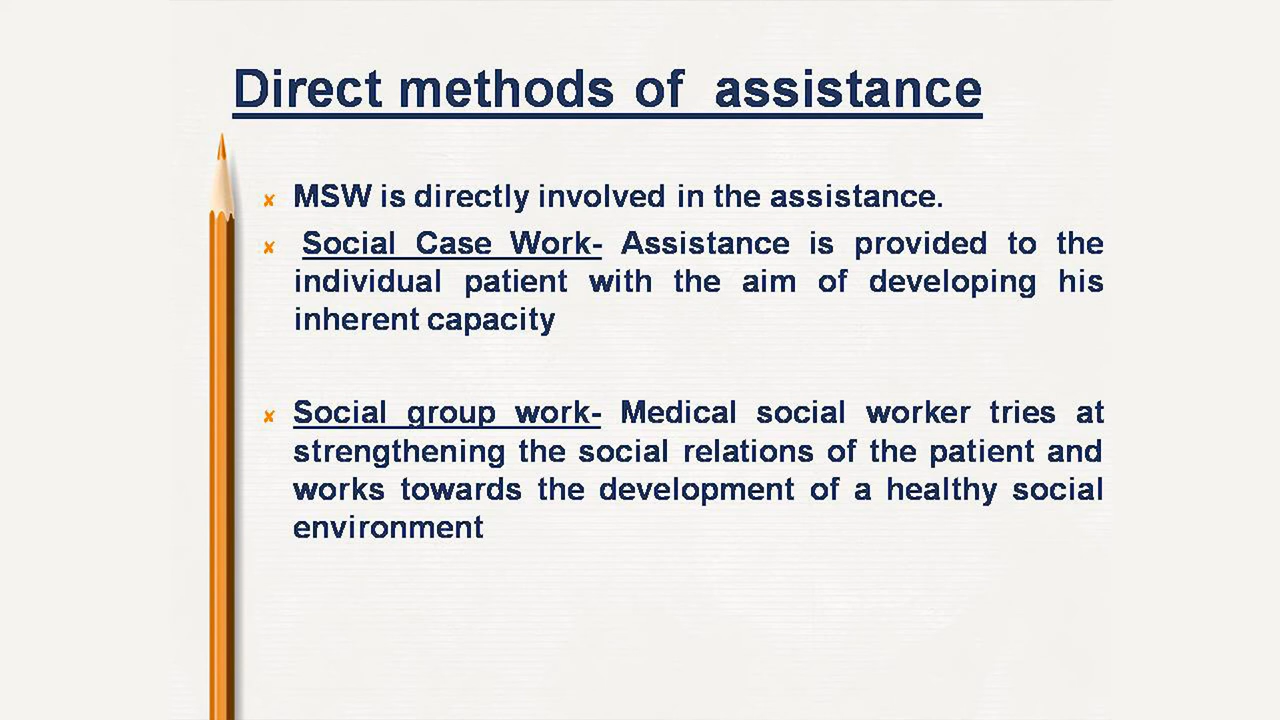 Direct methods of assistance
✘ MSW is directly involved in the assistance.
✘ Social Case Work- Assistance is provided to the
individual patient with the aim of developing his
inherent capacity
✘ Social group work- Medical social worker tries at
strengthening the social relations of the patient and
works towards the development of a healthy social
environment